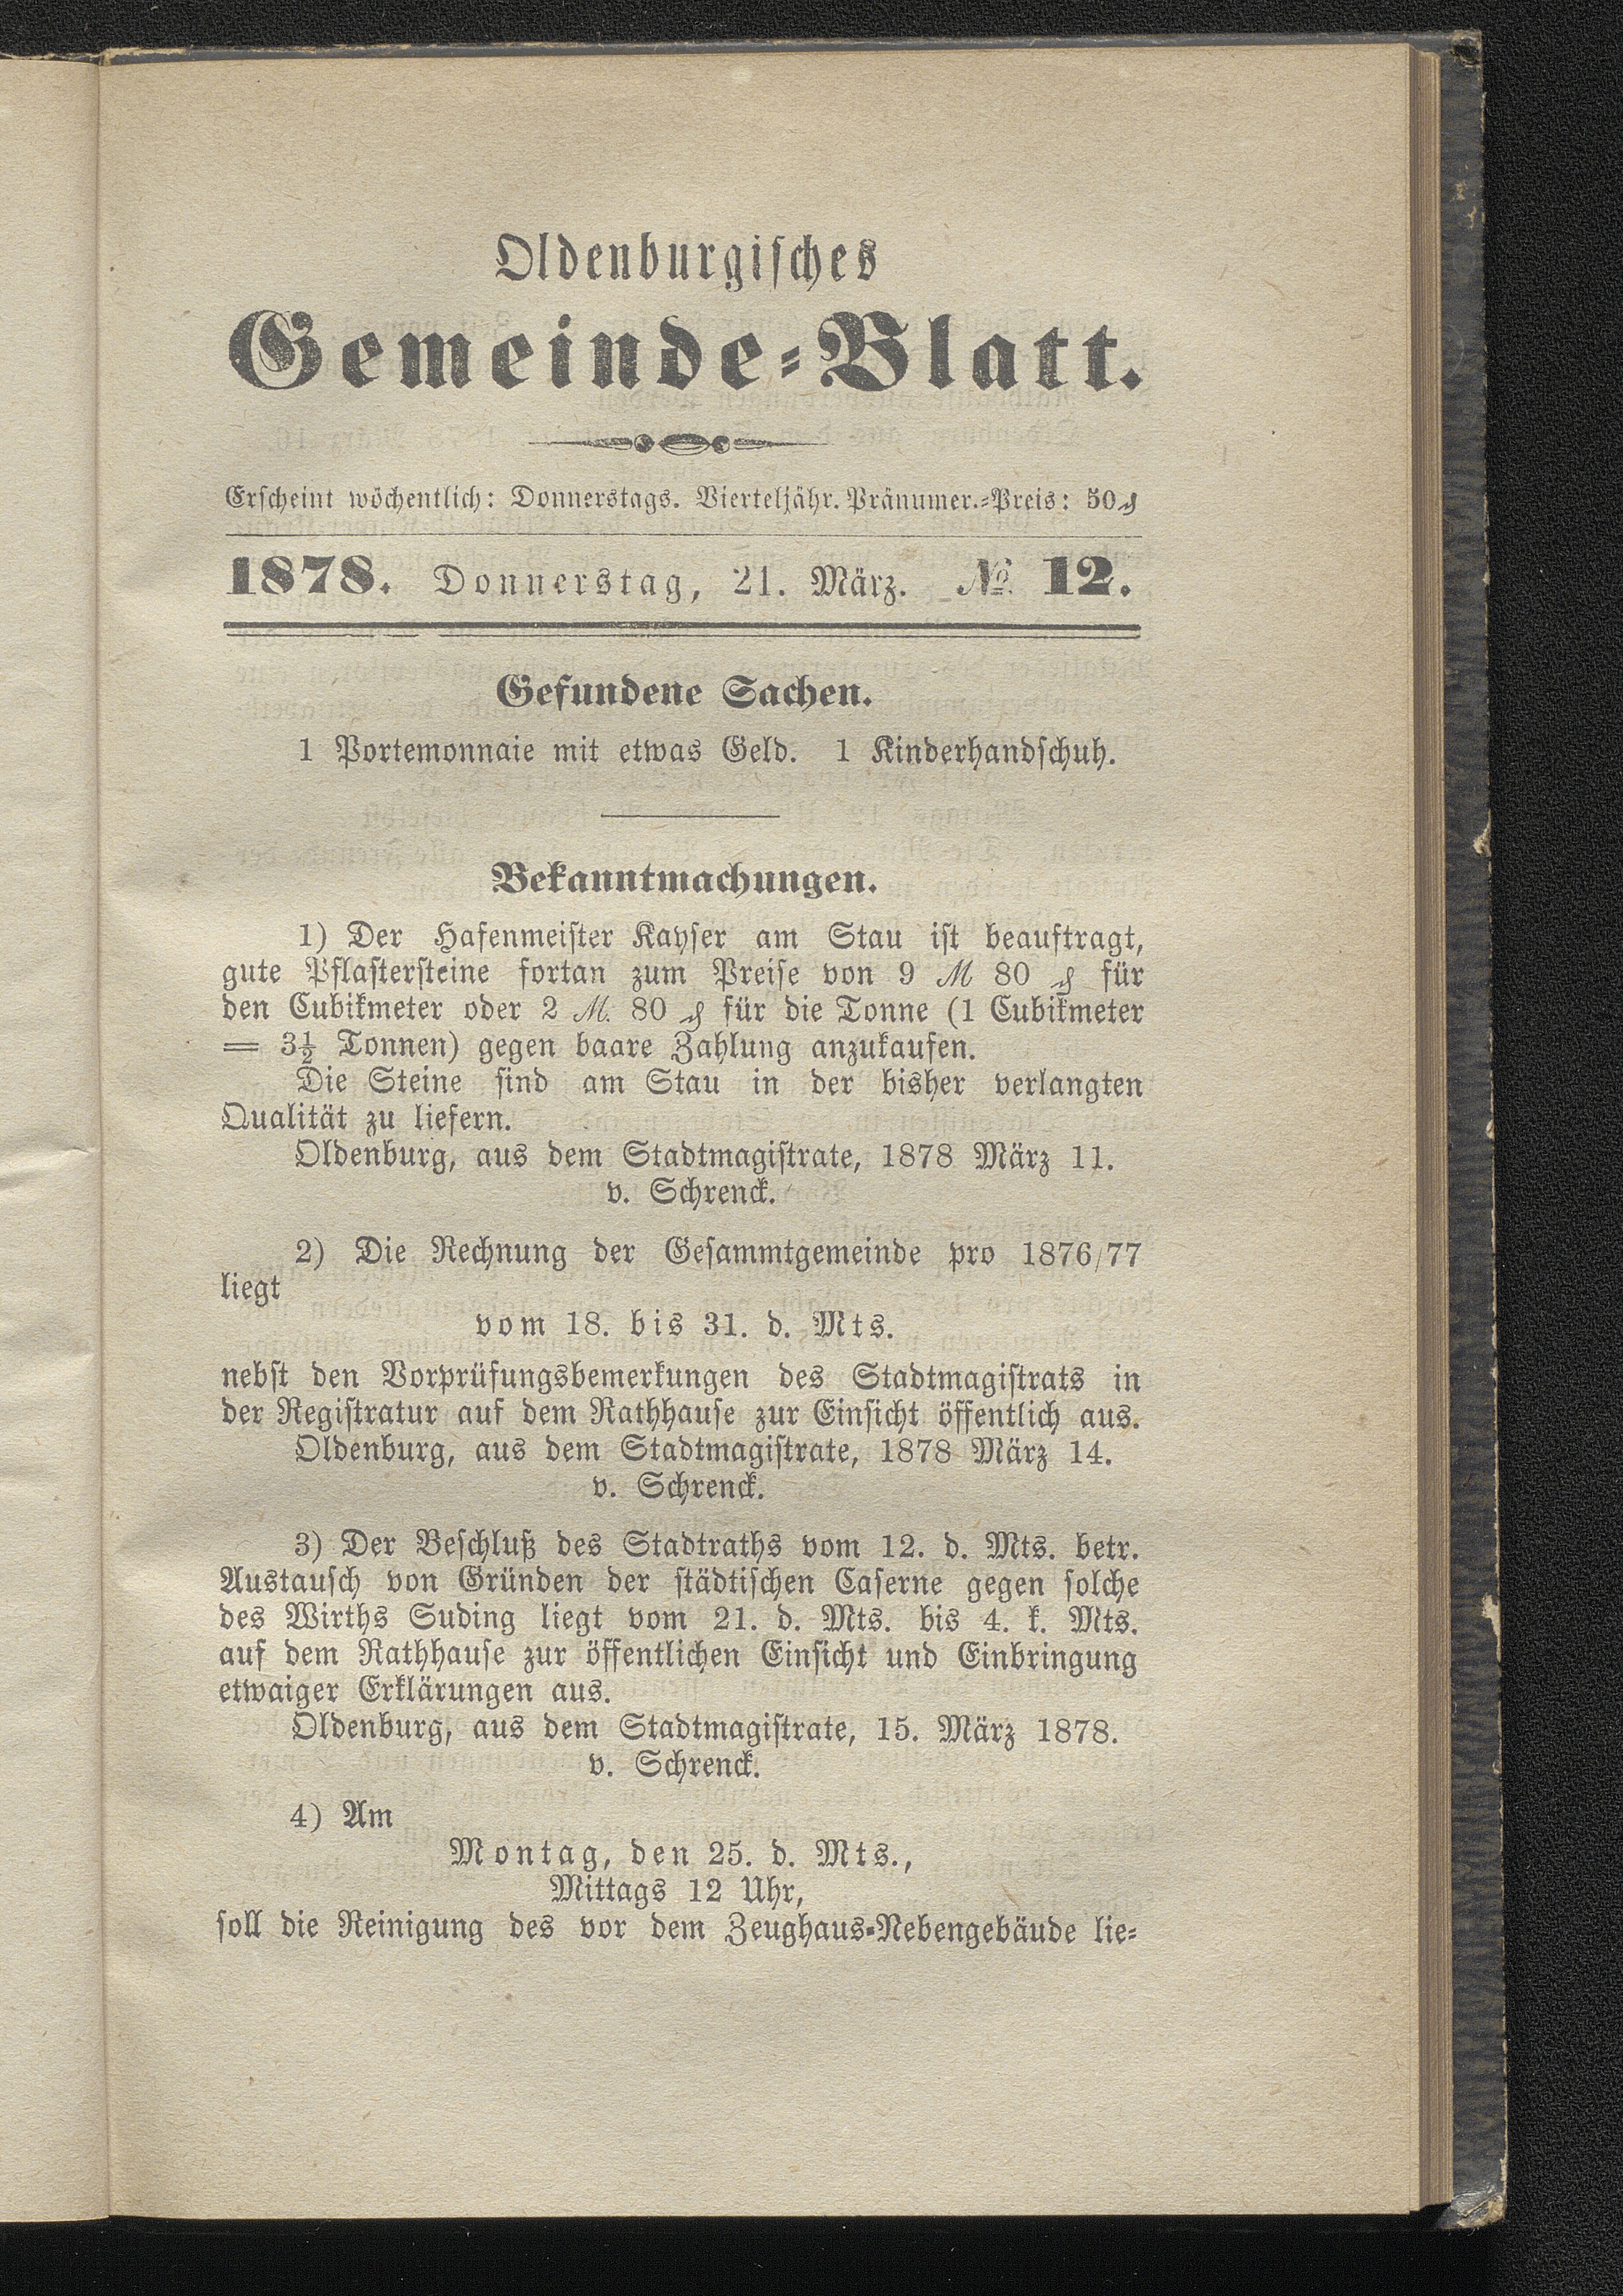 Oldenburgisches
Gemeinde-Blatt.
Erscheint wöchentlich: Donnerstags. Vierteljähr. Pränumer.-Preis: 50 ₰
1878. Donnerstag, 21. März. № 12.
Gefundene Sachen.
1 Portemonnaie mit etwas Geld. 1 Kinderhandschuh.
Bekanntmachungen.
1) Der Hafenmeister Kayser am Stau ist beauftragt,
gute Pflastersteine fortan zum Preise von 9 ℳ 80 ₰ für
den Cubikmeter oder 2 ℳ. 80 ₰ für die Tonne (1 Cubikmeter
= 3½ Tonnen) gegen baare Zahlung anzukaufen.
Die Steine sind am Stau in der bisher verlangten
Qualität zu liefern.
Oldenburg, aus dem Stadtmagistrate, 1878 März 11.
v. Schrenck.
2) Die Rechnung der Gesammtgemeinde pro 1876/77
liegt
vom 18. bis 31. d. Mts.
nebst den Vorprüfungsbemerkungen des Stadtmagistrats in
der Registratur auf dem Rathhause zur Einsicht öffentlich aus.
Oldenburg, aus dem Stadtmagistrate, 1878 März 14.
v. Schrenck.
3) Der Beschluß des Stadtraths vom 12. d. Mts. betr.
Austausch von Gründen der städtischen Caserne gegen solche
des Wirths Suding liegt vom 21. d. Mts. bis 4. k. Mts.
auf dem Rathhause zur öffentlichen Einsicht und Einbringung
etwaiger Erklärungen aus.
Oldenburg, aus dem Stadtmagistrate, 15. März 1878.
v. Schrenck.
4) Am
Montag, den 25. d. Mts.,
Mittags 12 Uhr,
soll die Reinigung des vor dem Zeughaus-Nebengebäude lie-